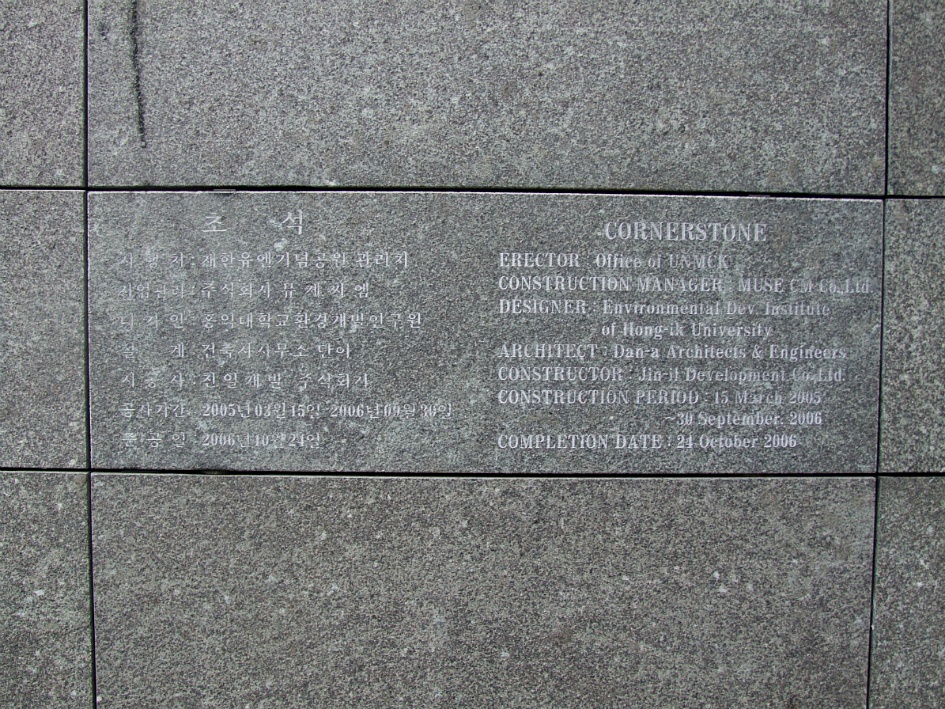 초 석
시 행 자 : 재한유엔기념공원 관리처
사업관리 : 주식회사 뮤 제 씨 엠
디 자 인 : 홍익대학교환경개발연구원
설 계 : 건축사사무소 단아
시 공 사 : 진일개발 주식회사
공사기간 : 2005년 03월 15일~2006년 09월 30일
준 공 일 : 2006년 10월 24일
CORNERSTONE
ERECTOR : Office of UNMCK
CONSTRUCTION MANAGER : MUSE CM Co.,Ltd.
DESIGNER : Environmental Dev. Institute
of Hong-ik University
ARCHITECT : Dan-a Architects & Engineers
CONSTRUCTOR : Jin-il Development Co.,Ltd.
CONSTRUCTION PERIOD : 15 March 2005
~30 September, 2006
COMPLETION DATE : 24 October 2006